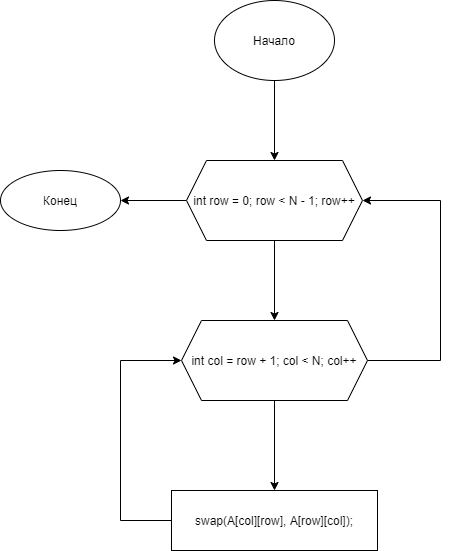 Начало
int row = 0; row < N - 1; row++
Конец
int col = row + 1; col < N; col++
swap(A[col][row], A[row][col]);